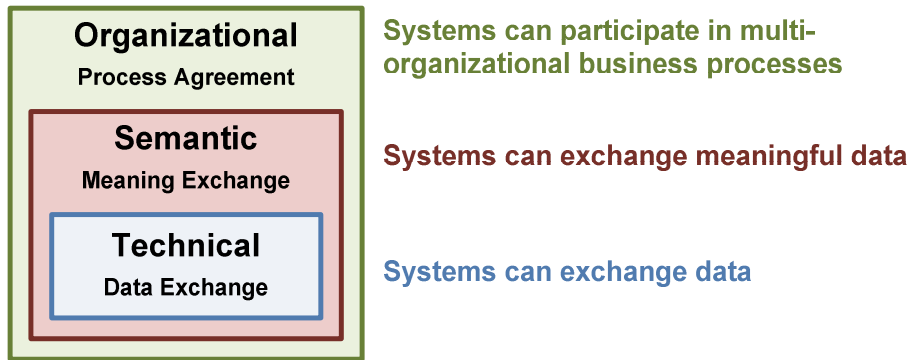 Organizational
Process Agreement
Systems can participate in multi-
organizational business processes
Semantic
Meaning Exchange
Systems can exchange meaningful data
Technical
Data Exchange
Systems can exchange data